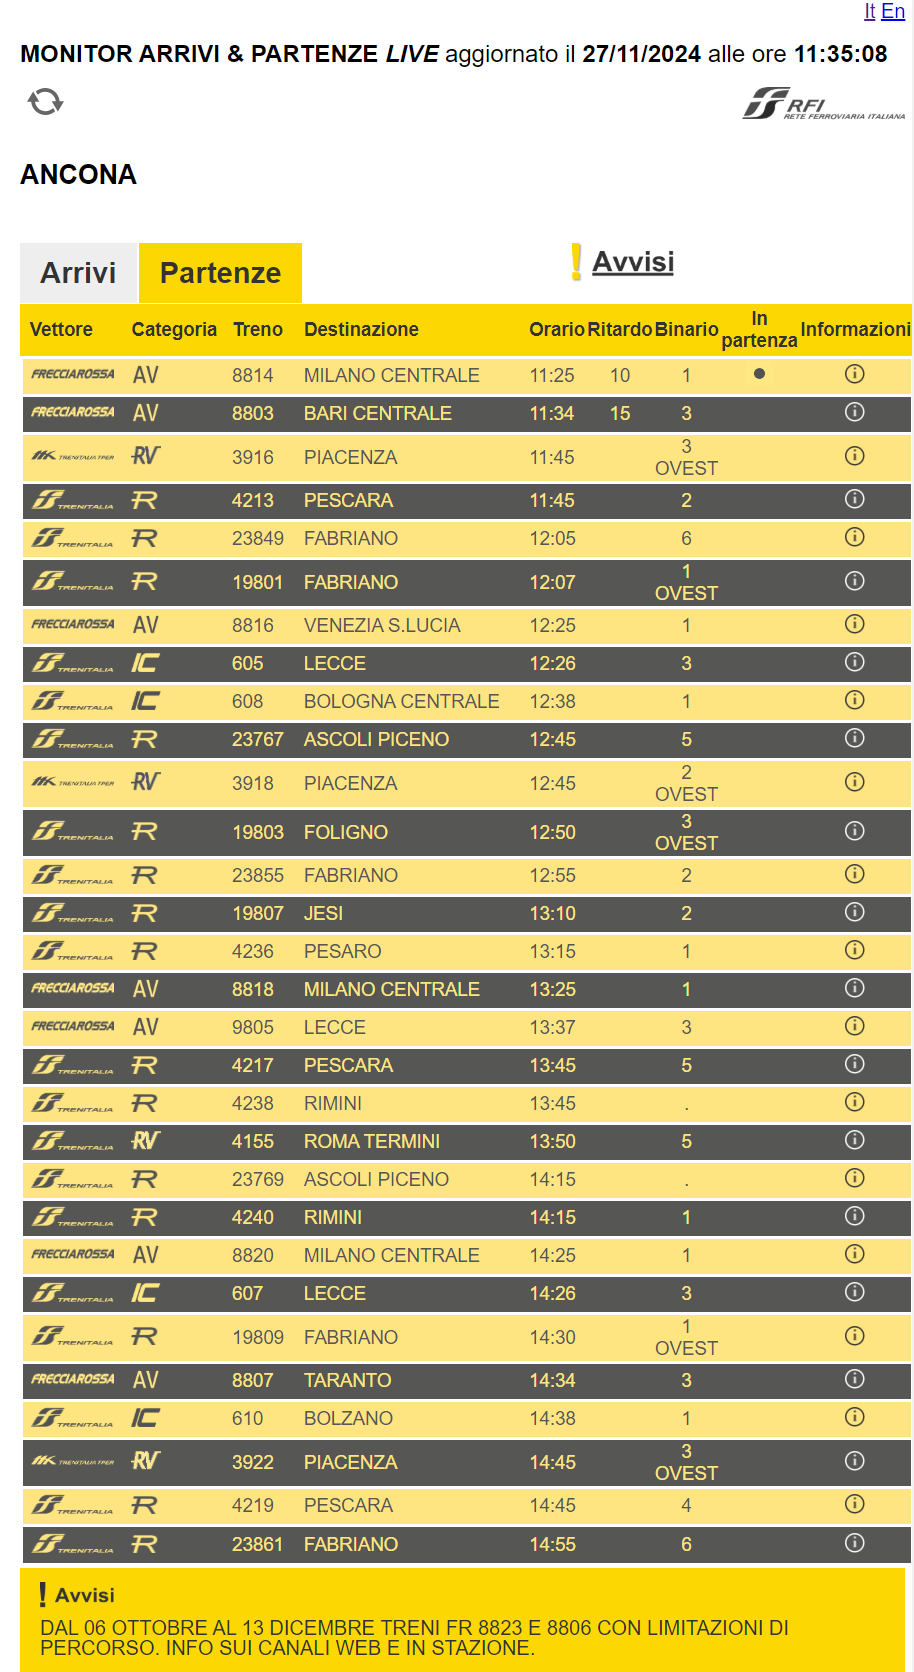 It En
MONITOR ARRIVI & PARTENZE LIVE aggiornato il 27/11/2024 alle ore 11:35:08
RFI
RETE FERROVIARIA ITALIANA
ANCONA
Arrivi Partenze ! Avvisi
Vettore Categoria Treno Destinazione Orario Ritardo Binario In partenza Informazioni
FRECCIAROSSA AV 8814 MILANO CENTRALE 11:25 10 1
FRECCIAROSSA AV 8803 BARI CENTRALE 11:34 15 3
TRENITALIA TPER RV 3916 PIACENZA 11:45 3 OVEST
TRENITALIA R 4213 PESCARA 11:45 2
TRENITALIA R 23849 FABRIANO 12:05 6
TRENITALIA R 19801 FABRIANO 12:07 1 OVEST
FRECCIAROSSA AV 8816 VENEZIA S.LUCIA 12:25 1
TRENITALIA IC 605 LECCE 12:26 3
TRENITALIA IC 608 BOLOGNA CENTRALE 12:38 1
TRENITALIA R 23767 ASCOLI PICENO 12:45 5
TRENITALIA TPER RV 3918 PIACENZA 12:45 2 OVEST
TRENITALIA R 19803 FOLIGNO 12:50 3 OVEST
TRENITALIA R 23855 FABRIANO 12:55 2
TRENITALIA R 19807 JESI 13:10 2
TRENITALIA R 4236 PESARO 13:15 1
FRECCIAROSSA AV 8818 MILANO CENTRALE 13:25 1
FRECCIAROSSA AV 9805 LECCE 13:37 3
TRENITALIA R 4217 PESCARA 13:45 5
TRENITALIA R 4238 RIMINI 13:45 .
TRENITALIA RV 4155 ROMA TERMINI 13:50 5
TRENITALIA R 23769 ASCOLI PICENO 14:15 .
TRENITALIA R 4240 RIMINI 14:15 1
FRECCIAROSSA AV 8820 MILANO CENTRALE 14:25 1
TRENITALIA IC 607 LECCE 14:26 3
TRENITALIA R 19809 FABRIANO 14:30 1 OVEST
FRECCIAROSSA AV 8807 TARANTO 14:34 3
TRENITALIA IC 610 BOLZANO 14:38 1
TRENITALIA TPER RV 3922 PIACENZA 14:45 3 OVEST
TRENITALIA R 4219 PESCARA 14:45 4
TRENITALIA R 23861 FABRIANO 14:55 6
! Avvisi
DAL 06 OTTOBRE AL 13 DICEMBRE TRENI FR 8823 E 8806 CON LIMITAZIONI DI
PERCORSO. INFO SUI CANALI WEB E IN STAZIONE.